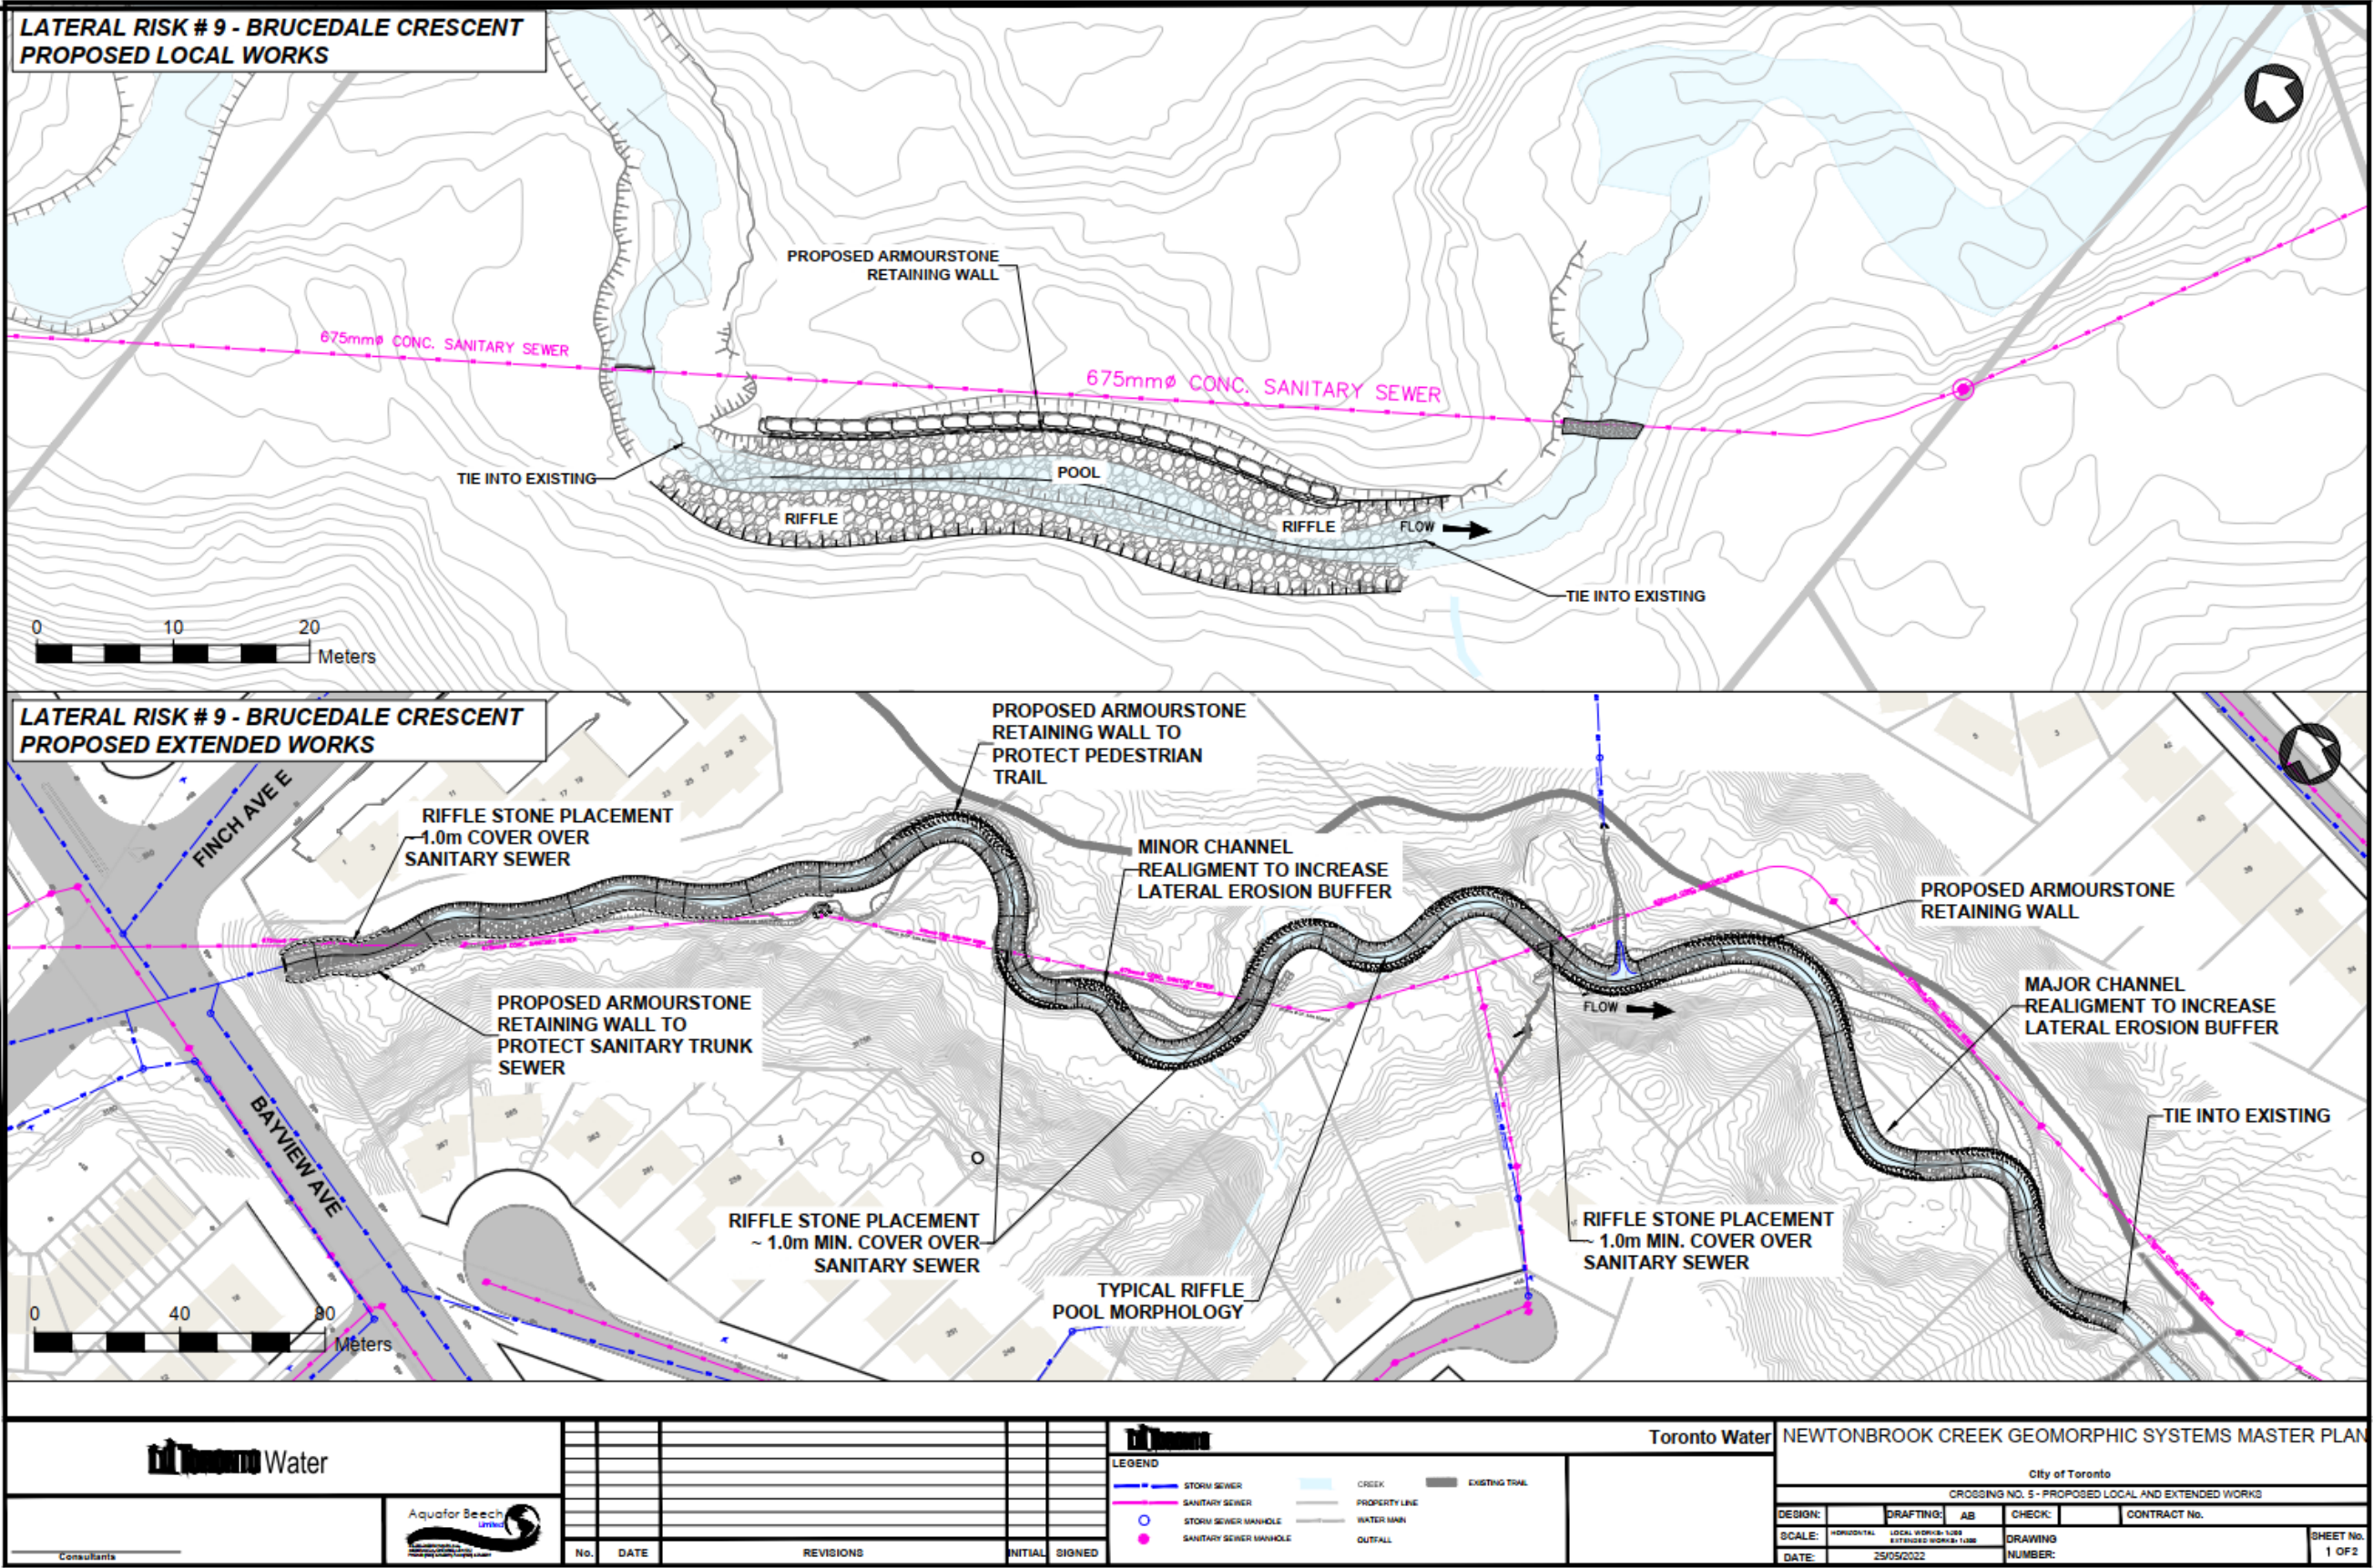 LATERAL RISK # 9 - BRUCEDALE CRESCENT
PROPOSED LOCAL WORKS
PROPOSED ARMOURSTONE
RETAINING WALL
675mmø CONC. SANITARY SEWER
675mmø CONC. SANITARY SEWER
TIE INTO EXISTING
POOL
RIFFLE
RIFFLE
FLOW
TIE INTO EXISTING
0 10 20
Meters
LATERAL RISK # 9 - BRUCEDALE CRESCENT
PROPOSED EXTENDED WORKS
PROPOSED ARMOURSTONE
RETAINING WALL TO
PROTECT PEDESTRIAN
TRAIL
FINCH AVE E
RIFFLE STONE PLACEMENT
~1.0m COVER OVER
SANITARY SEWER
MINOR CHANNEL
REALIGMENT TO INCREASE
LATERAL EROSION BUFFER
PROPOSED ARMOURSTONE
RETAINING WALL
PROPOSED ARMOURSTONE
RETAINING WALL TO
PROTECT SANITARY TRUNK
SEWER
FLOW
MAJOR CHANNEL
REALIGMENT TO INCREASE
LATERAL EROSION BUFFER
BAYVIEW AVE
TIE INTO EXISTING
RIFFLE STONE PLACEMENT
~ 1.0m MIN. COVER OVER
SANITARY SEWER
RIFFLE STONE PLACEMENT
~ 1.0m MIN. COVER OVER
SANITARY SEWER
TYPICAL RIFFLE
POOL MORPHOLOGY
0 40 80
Meters
TORONTO Water
Consultants
Aquafor Beech
Limited
No. DATE REVISIONS INITIAL SIGNED
TORONTO
Toronto Water
LEGEND
STORM SEWER
SANITARY SEWER
STORM SEWER MANHOLE
SANITARY SEWER MANHOLE
CREEK
PROPERTY LINE
WATER MAIN
OUTFALL
EXISTING TRAIL
NEWTONBROOK CREEK GEOMORPHIC SYSTEMS MASTER PLAN
City of Toronto
CROSSING NO. 5 - PROPOSED LOCAL AND EXTENDED WORKS
DESIGN: DRAFTING: AB CHECK: CONTRACT No.
SCALE: HORIZONTAL
DRAWING
NUMBER:
DATE: 25/05/2022
SHEET No.
1 OF2